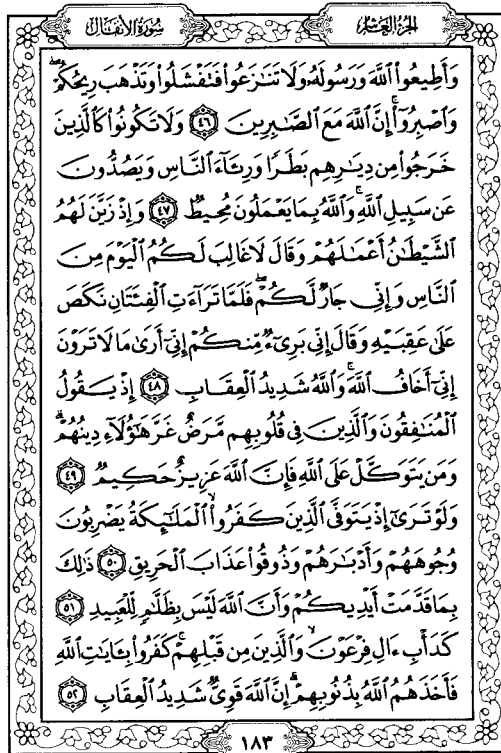 سُورَةُ الأَنفَال
الجُزءُ العَاشِرُ
وَأَطِيعُوا۟ ٱللَّهَ وَرَسُولَهُۥ وَلَا تَنَٰزَعُوا۟ فَتَفْشَلُوا۟ وَتَذْهَبَ رِيحُكُمْ ۖ
وَٱصْبِرُوٓا۟ ۚ إِنَّ ٱللَّهَ مَعَ ٱلصَّٰبِرِينَ ٤٦ وَلَا تَكُونُوا۟ كَٱلَّذِينَ
خَرَجُوا۟ مِن دِيَٰرِهِم بَطَرًا وَرِئَآءَ ٱلنَّاسِ وَيَصُدُّونَ
عَن سَبِيلِ ٱللَّهِ ۚ وَٱللَّهُ بِمَا يَعْمَلُونَ مُحِيطٌ ٤٧ وَإِذْ زَيَّنَ لَهُمُ
ٱلشَّيْطَٰنُ أَعْمَٰلَهُمْ وَقَالَ لَا غَالِبَ لَكُمُ ٱلْيَوْمَ مِنَ
ٱلنَّاسِ وَإِنِّى جَارٌ لَّكُمْ ۖ فَلَمَّا تَرَآءَتِ ٱلْفِئَتَانِ نَكَصَ
عَلَىٰ عَقِبَيْهِ وَقَالَ إِنِّى بَرِىٓءٌ مِّنكُمْ إِنِّىٓ أَرَىٰ مَا لَا تَرَوْنَ
إِنِّىٓ أَخَافُ ٱللَّهَ ۚ وَٱللَّهُ شَدِيدُ ٱلْعِقَابِ ٤٨ إِذْ يَقُولُ
ٱلْمُنَٰفِقُونَ وَٱلَّذِينَ فِى قُلُوبِهِم مَّرَضٌ غَرَّ هَٰٓؤُلَآءِ دِينُهُمْ ۗ
وَمَن يَتَوَكَّلْ عَلَى ٱللَّهِ فَإِنَّ ٱللَّهَ عَزِيزٌ حَكِيمٌ ٤٩
وَلَوْ تَرَىٰٓ إِذْ يَتَوَفَّى ٱلَّذِينَ كَفَرُوا۟ ۙ ٱلْمَلَٰٓئِكَةُ يَضْرِبُونَ
وُجُوهَهُمْ وَأَدْبَٰرَهُمْ وَذُوقُوا۟ عَذَابَ ٱلْحَرِيقِ ٥٠ ذَٰلِكَ
بِمَا قَدَّمَتْ أَيْدِيكُمْ وَأَنَّ ٱللَّهَ لَيْسَ بِظَلَّٰمٍ لِّلْعَبِيدِ ٥١
كَدَأْبِ ءَالِ فِرْعَوْنَ ۙ وَٱلَّذِينَ مِن قَبْلِهِمْ ۚ كَفَرُوا۟ بِـَٔايَٰتِ ٱللَّهِ
فَأَخَذَهُمُ ٱللَّهُ بِذُنُوبِهِمْ ۗ إِنَّ ٱللَّهَ قَوِىٌّ شَدِيدُ ٱلْعِقَابِ ٥٢
١٨٣